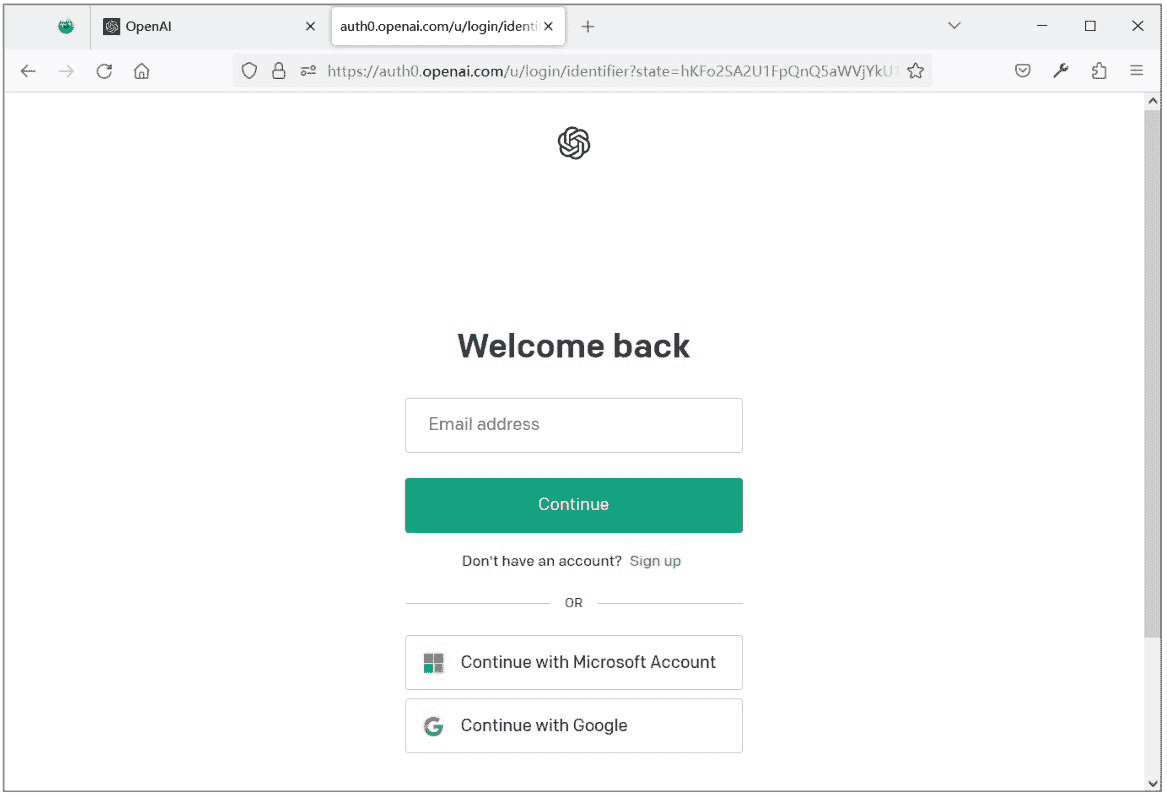 OpenAI
auth0.openai.com/u/login/identi
https://auth0.openai.com/u/login/identifier?state=hKFo2SA2U1FpQnQ5aWVjYkU1
Welcome back
Email address
Continue
Don't have an account? Sign up
OR
Continue with Microsoft Account
Continue with Google